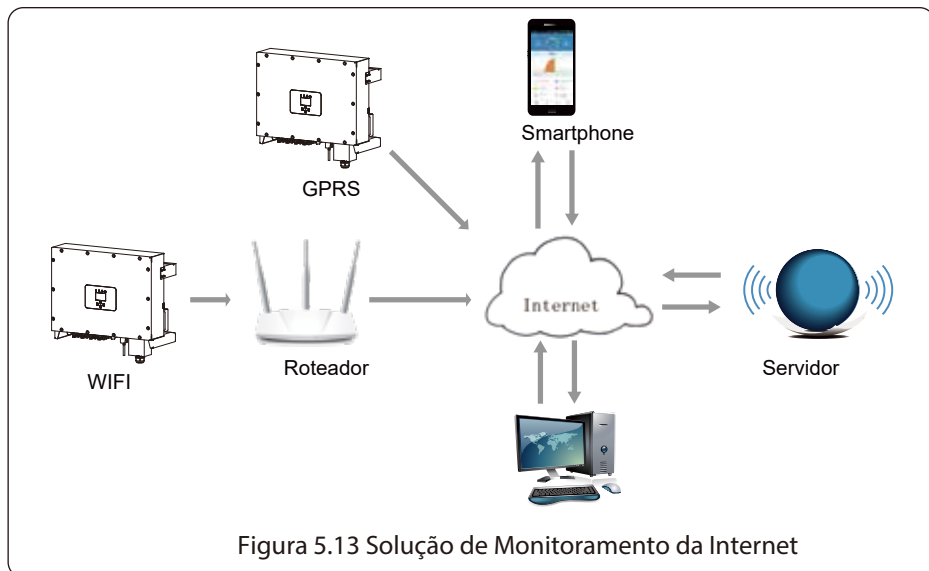 Smartphone
GPRS
Internet
WIFI
Roteador
Servidor
Figura 5.13 Solução de Monitoramento da Internet